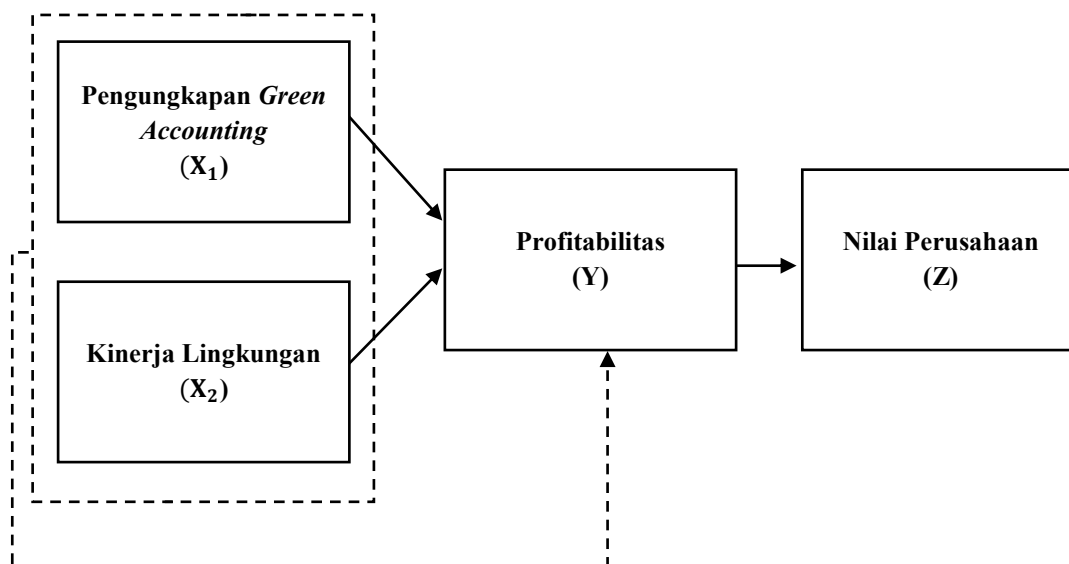 Pengungkapan Green
Accounting
(X₁)
Kinerja Lingkungan
(X₂)
Profitabilitas
(Y)
Nilai Perusahaan
(Z)